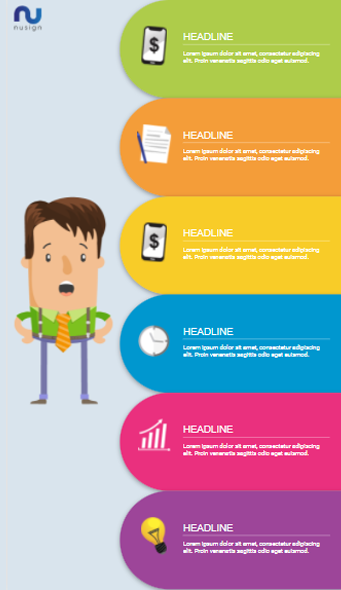 nusign
HEADLINE
Lorem ipsum dolor sit amet, consectetur adipiscing
elit. Proin venenatis sagittis odio eget euismod.
HEADLINE
Lorem ipsum dolor sit amet, consectetur adipiscing
elit. Proin venenatis sagittis odio eget euismod.
HEADLINE
Lorem ipsum dolor sit amet, consectetur adipiscing
elit. Proin venenatis sagittis odio eget euismod.
HEADLINE
Lorem ipsum dolor sit amet, consectetur adipiscing
elit. Proin venenatis sagittis odio eget euismod.
HEADLINE
Lorem ipsum dolor sit amet, consectetur adipiscing
elit. Proin venenatis sagittis odio eget euismod.
HEADLINE
Lorem ipsum dolor sit amet, consectetur adipiscing
elit. Proin venenatis sagittis odio eget euismod.